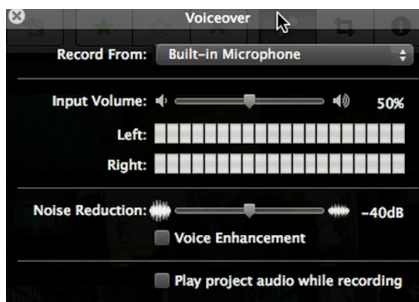 Voiceover
Record From: Built-in Microphone
Input Volume: 50%
Left:
Right:
Noise Reduction: -40dB
Voice Enhancement
Play project audio while recording